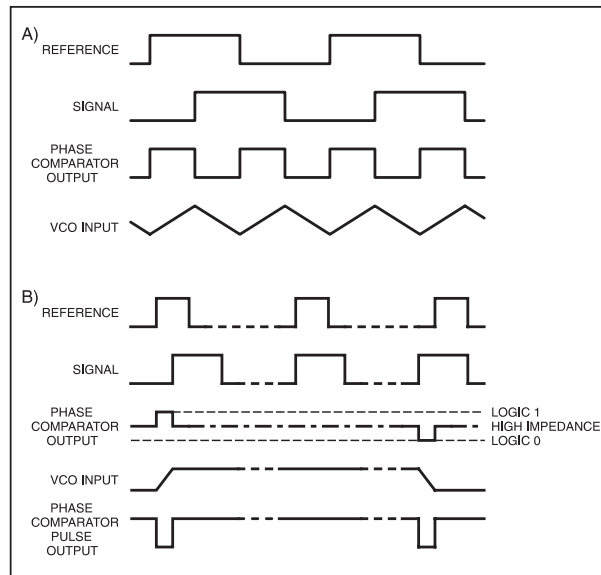 A)
REFERENCE
SIGNAL
PHASE
COMPARATOR
OUTPUT
VCO INPUT
B)
REFERENCE
SIGNAL
PHASE
COMPARATOR
OUTPUT
LOGIC 1
HIGH IMPEDANCE
LOGIC 0
VCO INPUT
PHASE
COMPARATOR
PULSE
OUTPUT